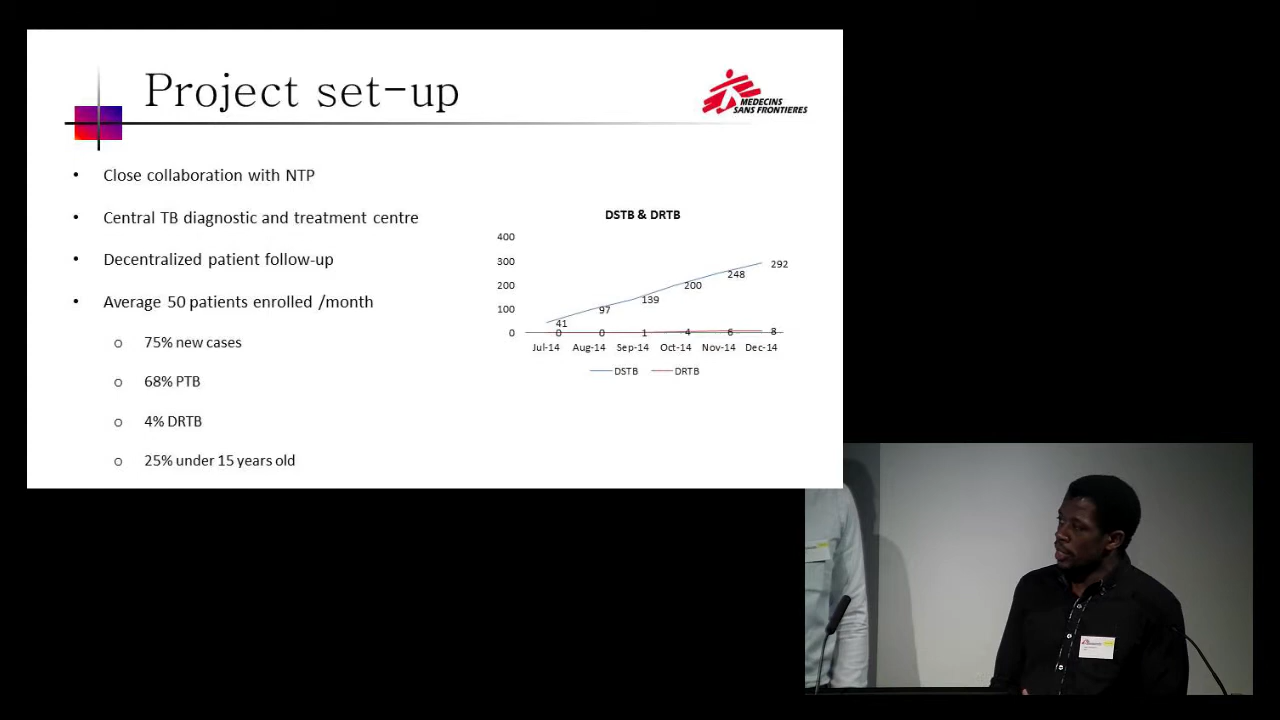 Project set-up
MEDECINS
SANS FRONTIERES
• Close collaboration with NTP
• Central TB diagnostic and treatment centre
• Decentralized patient follow-up
• Average 50 patients enrolled /month
o 75% new cases
o 68% PTB
o 4% DRTB
o 25% under 15 years old
DSTB & DRTB
400
300
200
100
0
41
97
139
200
248
292
0
0
1
4
6
8
Jul-14 Aug-14 Sep-14 Oct-14 Nov-14 Dec-14
DSTB DRTB